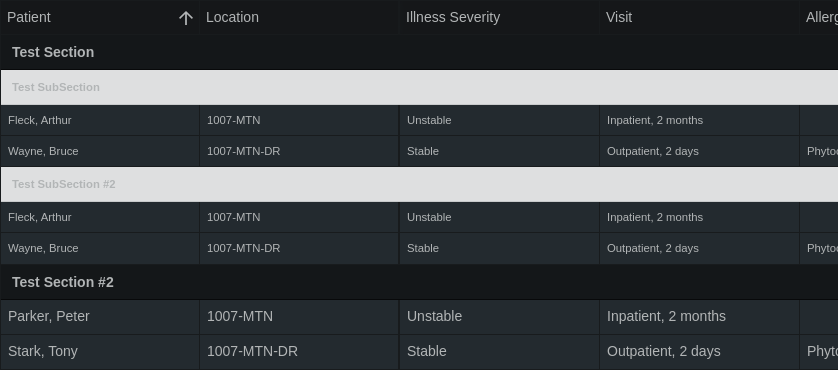 Patient Location Illness Severity Visit Allerg
Test Section
Test SubSection
Fleck, Arthur 1007-MTN Unstable Inpatient, 2 months
Wayne, Bruce 1007-MTN-DR Stable Outpatient, 2 days Phytoc
Test SubSection #2
Fleck, Arthur 1007-MTN Unstable Inpatient, 2 months
Wayne, Bruce 1007-MTN-DR Stable Outpatient, 2 days Phytoc
Test Section #2
Parker, Peter 1007-MTN Unstable Inpatient, 2 months
Stark, Tony 1007-MTN-DR Stable Outpatient, 2 days Phyto